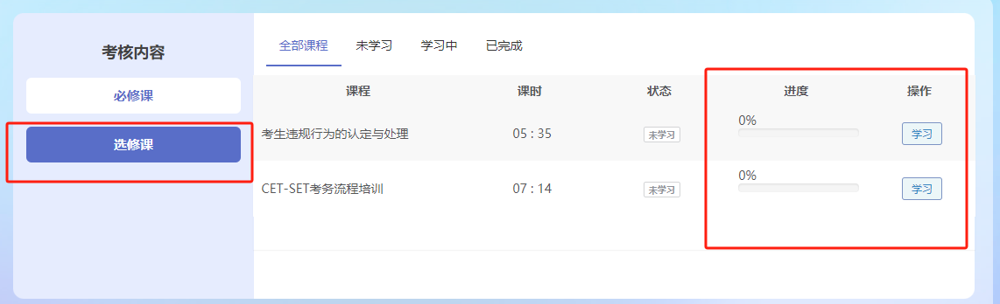 考核内容
必修课
选修课
全部课程 未学习 学习中 已完成
课程 课时 状态 进度 操作
考生违规行为的认定与处理 05 : 35 未学习 0% 学习
CET-SET考务流程培训 07 : 14 未学习 0% 学习